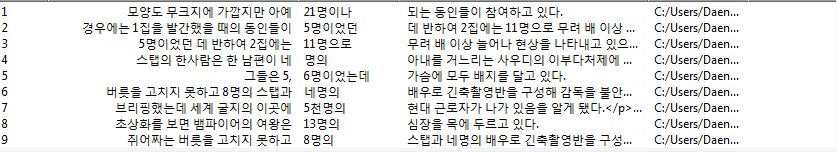 1 모양도 무크지에 가깝지만 아예 21명이나 되는 동인들이 참여하고 있다. C:/Users/Daen...
2 경우에는 1집을 발간했을 때의 동인들이 5명이었던 데 반하여 2집에는 11명으로 무려 배 이상 ... C:/Users/Daen...
3 5명이었던 데 반하여 2집에는 11명으로 무려 배 이상 늘어나 현상을 나타내고 있으... C:/Users/Daen...
4 스탭의 한사람은 한 남편이 네 명의 아내를 거느리는 사우디의 이부다처제에 ... C:/Users/Daen...
5 그들은 5, 6명이었는데 가슴에 모두 배지를 달고 있다. C:/Users/Daen...
6 버릇을 고치지 못하고 8명의 스탭과 네명의 배우로 긴축촬영반을 구성해 감독을 불안... C:/Users/Daen...
7 브리핑했는데 세계 굴지의 이곳에 5천명의 현대 근로자가 나가 있음을 알게 됐다.</p>... C:/Users/Daen...
8 초상화를 보면 뱀파이어의 여왕은 13명의 심장을 목에 두르고 있다. C:/Users/Daen...
9 쥐어짜는 버릇을 고치지 못하고 8명의 스탭과 네명의 배우로 긴축촬영반을 구성... C:/Users/Daen...